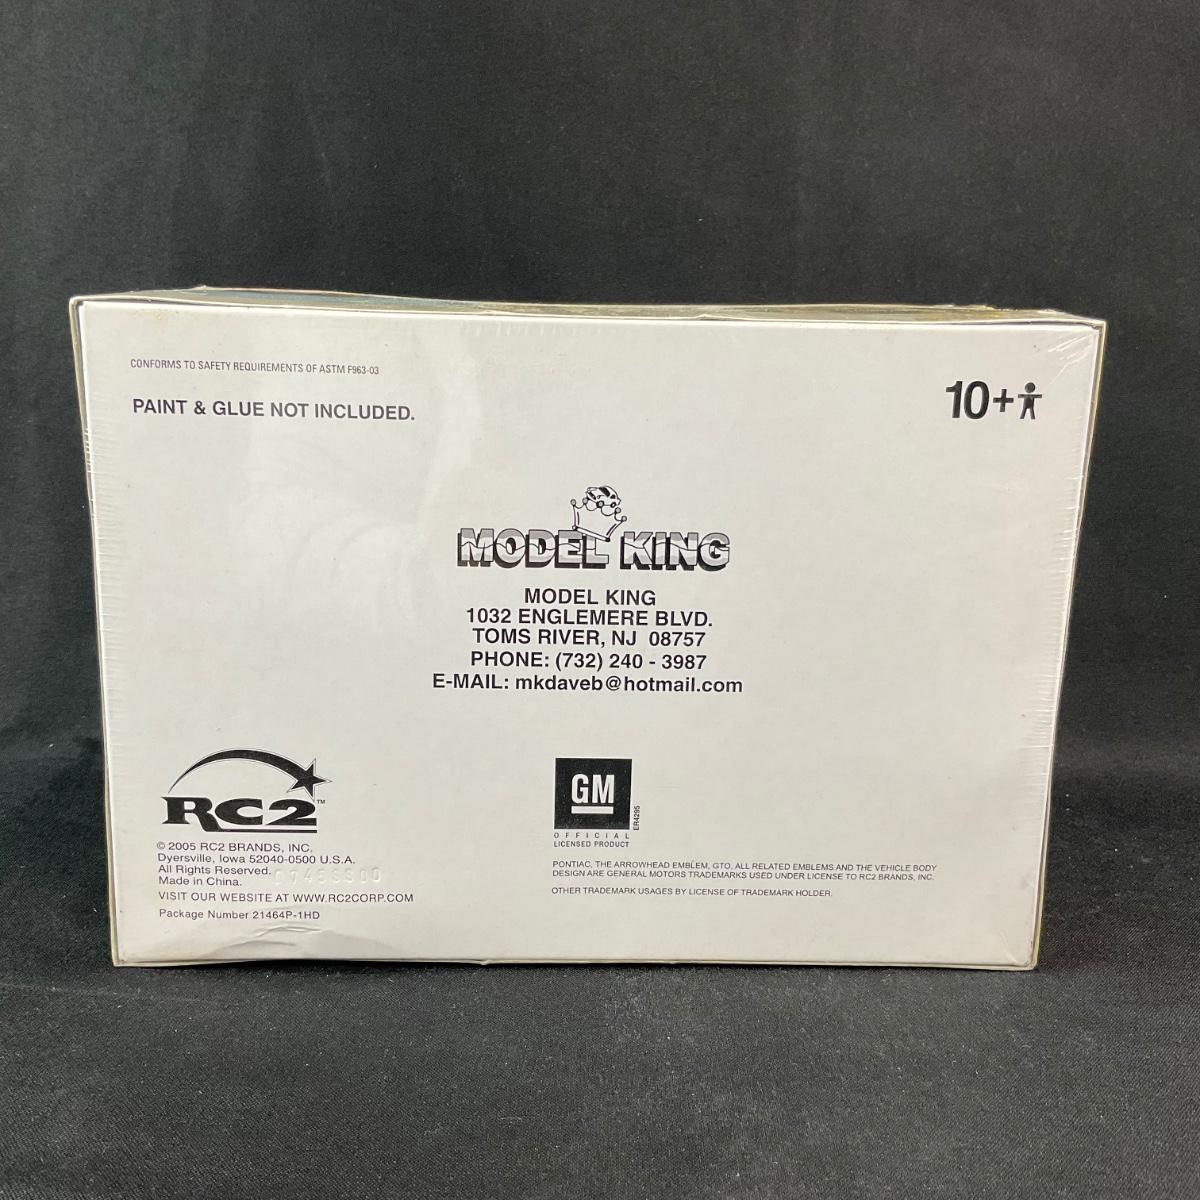 CONFORMS TO SAFETY REQUIREMENTS OF ASTM F963-03
PAINT & GLUE NOT INCLUDED.
10+
MODEL KING
MODEL KING
1032 ENGLEMERE BLVD.
TOMS RIVER, NJ 08757
PHONE: (732) 240 - 3987
E-MAIL: mkdaveb@hotmail.com
RC2™
© 2005 RC2 BRANDS, INC.
Dyersville, Iowa 52040-0500 U.S.A.
All Rights Reserved.
Made in China.
VISIT OUR WEBSITE AT WWW.RC2CORP.COM
Package Number 21464P-1HD
GM
ER4295
OFFICIAL
LICENSED PRODUCT
PONTIAC, THE ARROWHEAD EMBLEM, GTO, ALL RELATED EMBLEMS AND THE VEHICLE BODY
DESIGN ARE GENERAL MOTORS TRADEMARKS USED UNDER LICENSE TO RC2 BRANDS, INC.
OTHER TRADEMARK USAGES BY LICENSE OF TRADEMARK HOLDER.